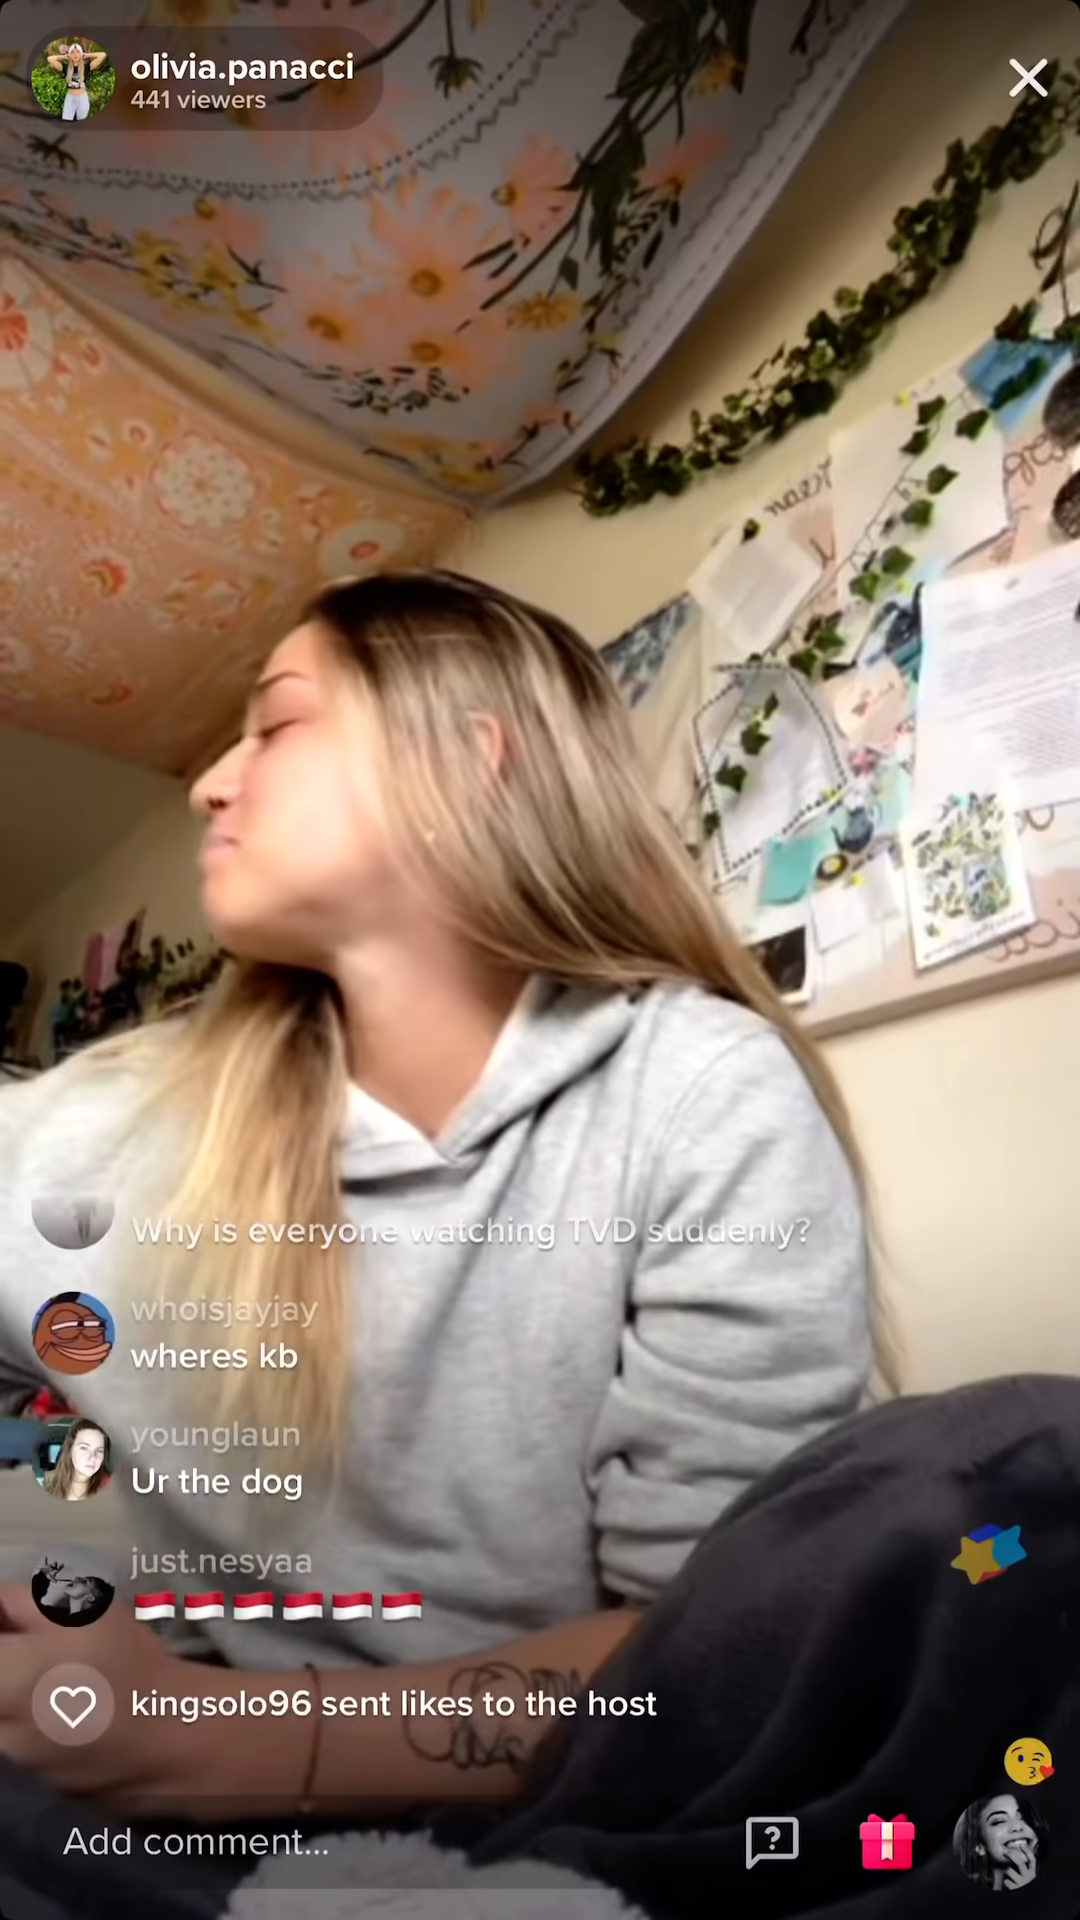 olivia.panacci
441 viewers
Why is everyone watching TVD suddenly?
whoisjayjay
wheres kb
younglaun
Ur the dog
just.nesyaa
🇮🇩🇮🇩🇮🇩🇮🇩🇮🇩🇮🇩
kingsolo96 sent likes to the host
Add comment...